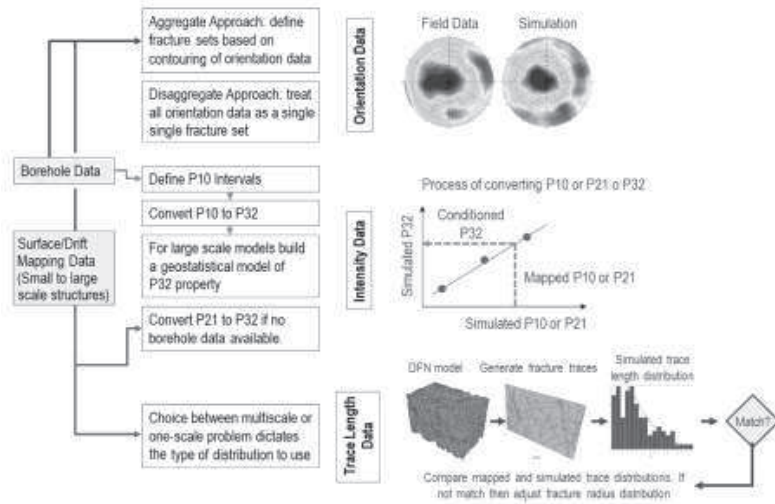 Aggregate Approach: define
fracture sets based on
contouring of orientation data
Disaggregate Approach: treat
all orientation data as a single
single fracture set
Orientation Data
Field Data
Simulation
Borehole Data
Define P10 Intervals
Convert P10 to P32
For large scale models build
a geostatistical model of
P32 property
Surface/Drift
Mapping Data
(Small to large
scale structures)
Convert P21 to P32 if no
borehole data available.
Intensity Data
Process of converting P10 or P21 o P32
Simulated P32
Conditioned
P32
Mapped P10 or P21
Simulated P10 or P21
Choice between multiscale or
one-scale problem dictates
the type of distribution to use
Trace Length
Data
DFN model
Generate fracture traces
Simulated trace
length distribution
Match?
Compare mapped and simulated trace distributions. If
not match then adjust fracture radius distribution